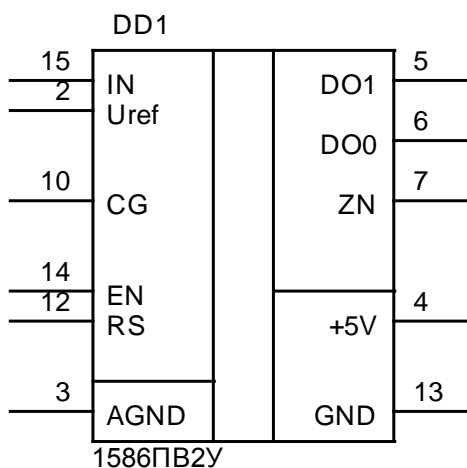 DD1
15 IN DO1 5
2 Uref
DO0 6
10 CG ZN 7
14 EN
12 RS +5V 4
3 AGND GND 13
1586ПВ2У